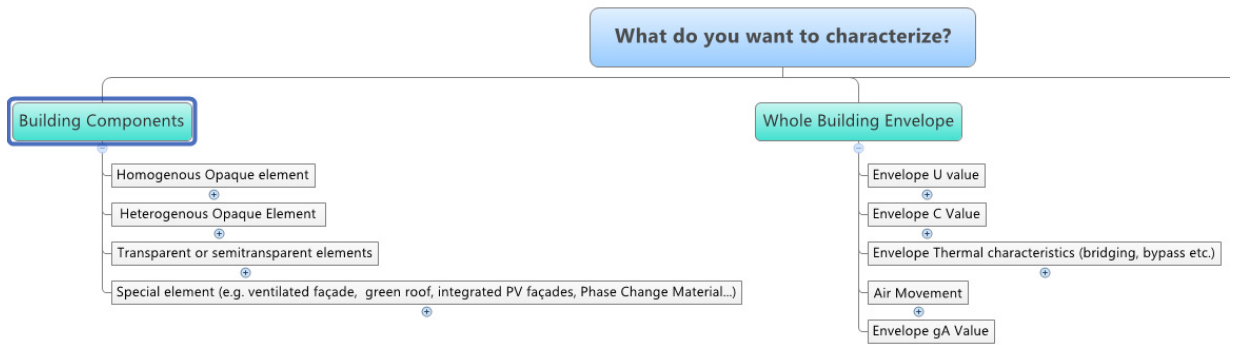 What do you want to characterize?
Building Components
Whole Building Envelope
Homogenous Opaque element
Heterogenous Opaque Element
Transparent or semitransparent elements
Special element (e.g. ventilated façade, green roof, integrated PV façades, Phase Change Material...)
Envelope U value
Envelope C Value
Envelope Thermal characteristics (bridging, bypass etc.)
Air Movement
Envelope gA Value